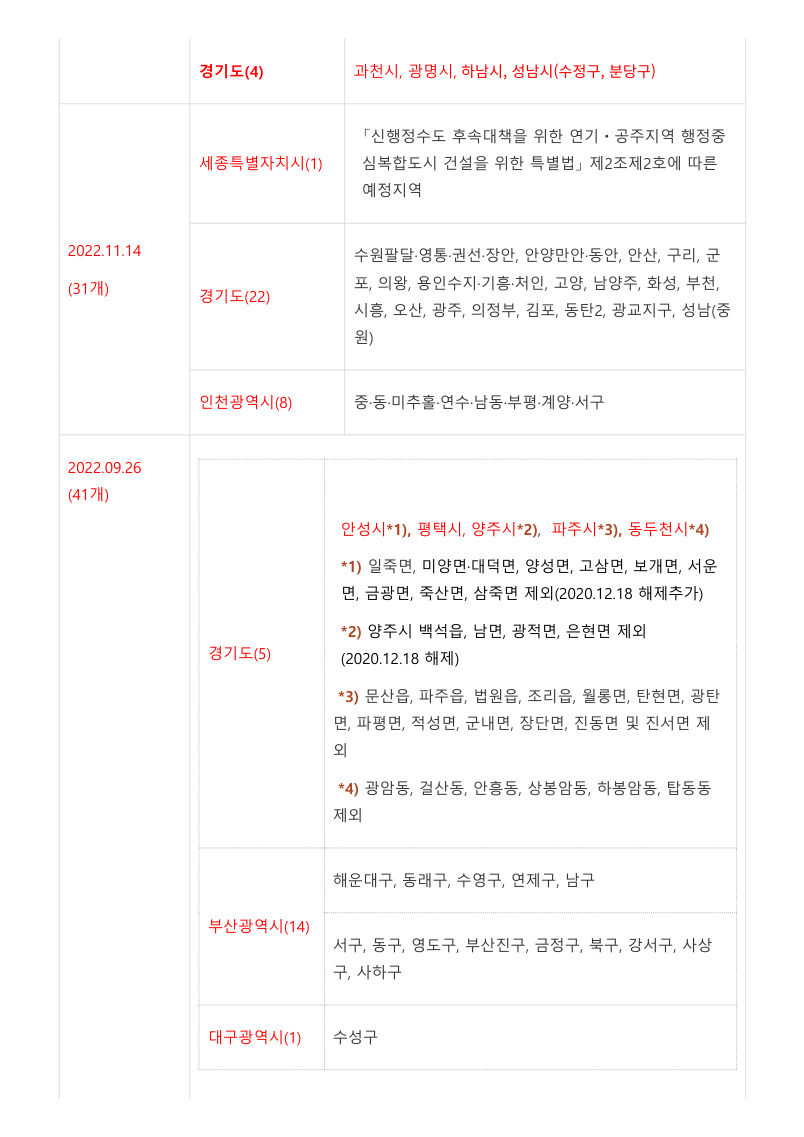 경기도(4)
과천시, 광명시, 하남시, 성남시(수정구, 분당구)
2022.11.14
(31개)
세종특별자치시(1)
「신행정수도 후속대책을 위한 연기・공주지역 행정중
심복합도시 건설을 위한 특별법」제2조제2호에 따른
예정지역
경기도(22)
수원팔달·영통·권선·장안, 안양만안·동안, 안산, 구리, 군
포, 의왕, 용인수지·기흥·처인, 고양, 남양주, 화성, 부천,
시흥, 오산, 광주, 의정부, 김포, 동탄2, 광교지구, 성남(중
원)
인천광역시(8)
중·동·미추홀·연수·남동·부평·계양·서구
2022.09.26
(41개)
경기도(5)
안성시*1), 평택시, 양주시*2), 파주시*3), 동두천시*4)
*1) 일죽면, 미양면·대덕면, 양성면, 고삼면, 보개면, 서운
면, 금광면, 죽산면, 삼죽면 제외(2020.12.18 해제추가)
*2) 양주시 백석읍, 남면, 광적면, 은현면 제외
(2020.12.18 해제)
*3) 문산읍, 파주읍, 법원읍, 조리읍, 월롱면, 탄현면, 광탄
면, 파평면, 적성면, 군내면, 장단면, 진동면 및 진서면 제
외
*4) 광암동, 걸산동, 안흥동, 상봉암동, 하봉암동, 탑동동
제외
부산광역시(14)
해운대구, 동래구, 수영구, 연제구, 남구
서구, 동구, 영도구, 부산진구, 금정구, 북구, 강서구, 사상
구, 사하구
대구광역시(1)
수성구